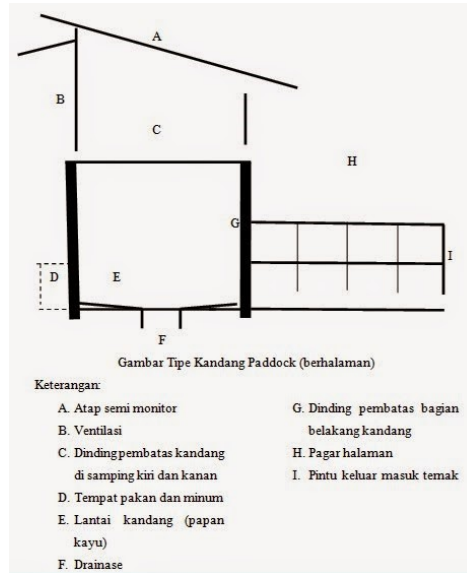 A
B
C
H
G
D
E
I
F
Gambar Tipe Kandang Paddock (berhalaman)
Keterangan:
A. Atap semi monitor
B. Ventilasi
C. Dinding pembatas kandang
di samping kiri dan kanan
D. Tempat pakan dan minum
E. Lantai kandang (papan
kayu)
F. Drainase
G. Dinding pembatas bagian
belakang kandang
H. Pagar halaman
I. Pintu keluar masuk temak